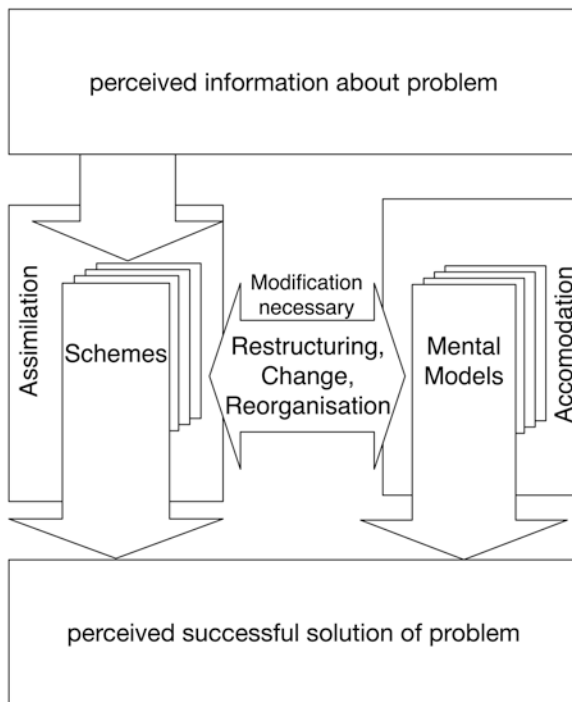 perceived information about problem
Assimilation
Schemes
Modification
necessary
Restructuring,
Change,
Reorganisation
Mental
Models
Accomodation
perceived successful solution of problem